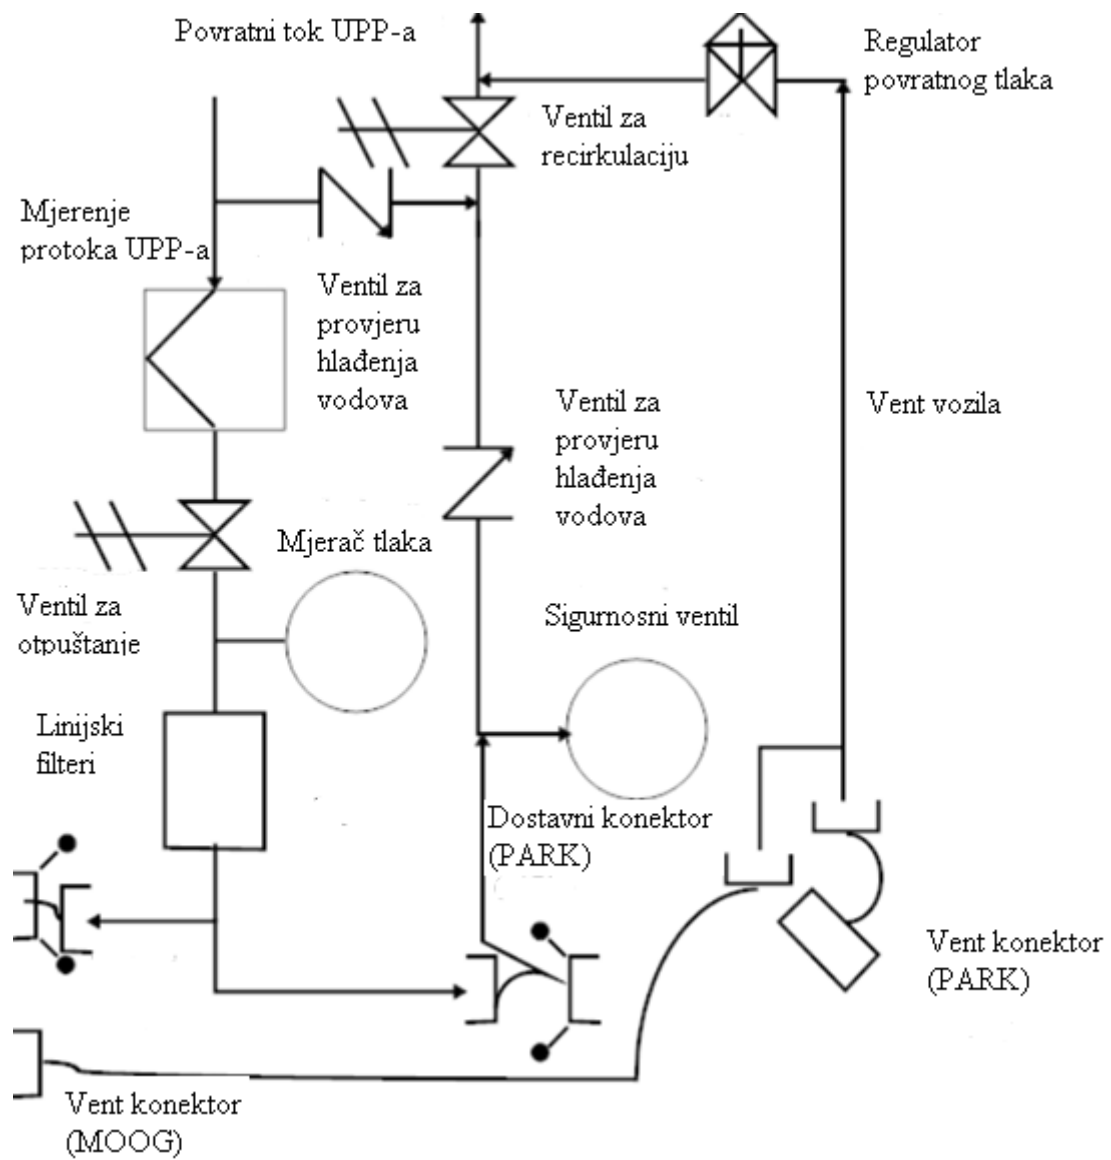 Povratni tok UPP-a
Regulator
povratnog tlaka
Ventil za
recirkulaciju
Mjerenje
protoka UPP-a
Ventil za
provjeru
hlađenja
vodova
Ventil za
provjeru
hlađenja
vodova
Vent vozila
Mjerač tlaka
Ventil za
otpuštanje
Sigurnosni ventil
Linijski
filteri
Dostavni konektor
(PARK)
Vent konektor
(PARK)
Vent konektor
(MOOG)